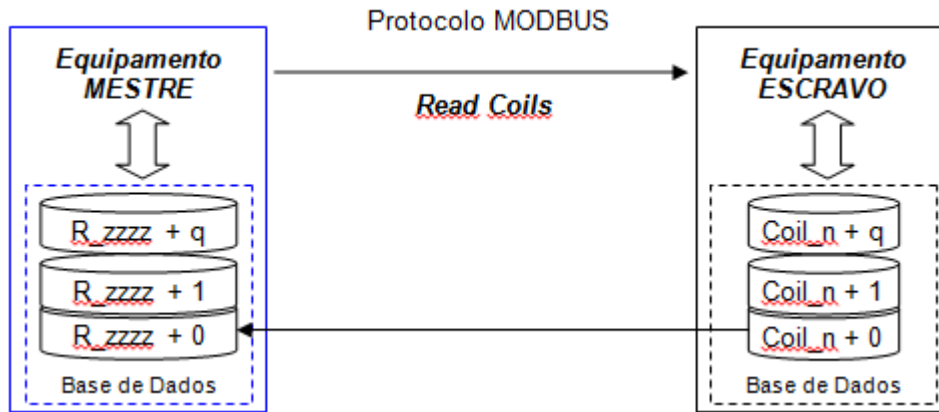 Protocolo MODBUS
Equipamento
MESTRE
Read Coils
Equipamento
ESCRAVO
R_zzzz + q
R_zzzz + 1
R_zzzz + 0
Base de Dados
Coil_n + q
Coil_n + 1
Coil_n + 0
Base de Dados